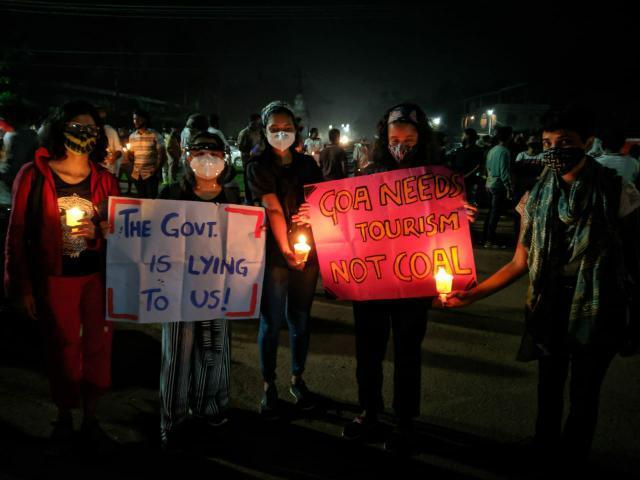 THE GOVT.
IS LYING
TO US!
GOA NEEDS
TOURISM
NOT COAL